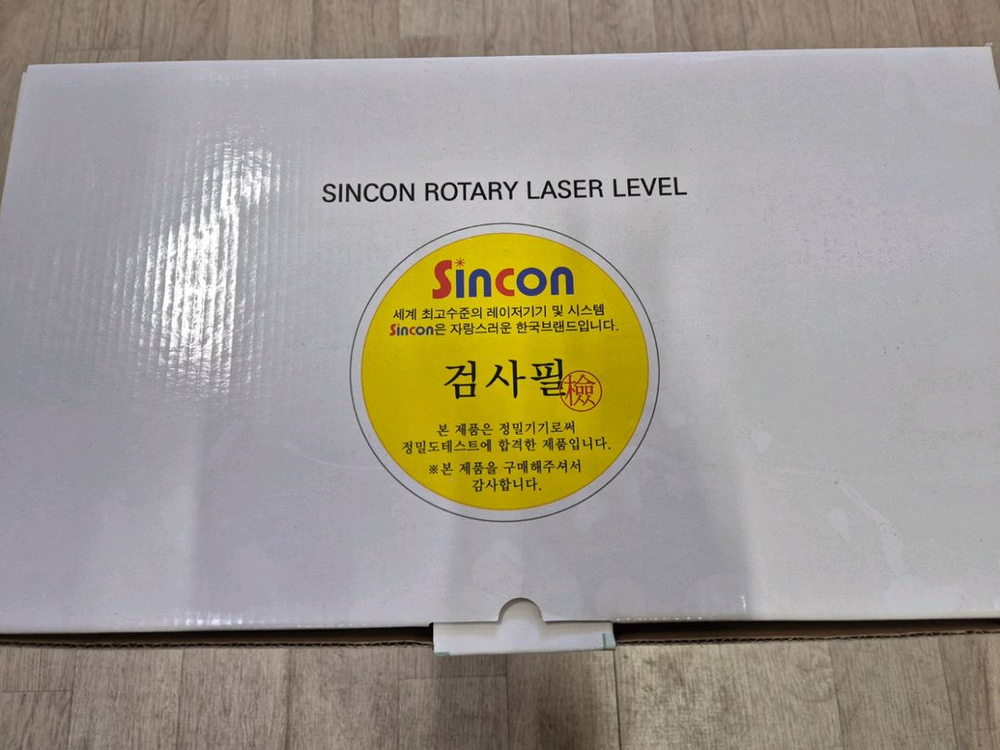 SINCON ROTARY LASER LEVEL
Sincon
세계 최고수준의 레이저기기 및 시스템
Sincon은 자랑스러운 한국브랜드입니다.
검사필 檢
본 제품은 정밀기기로써
정밀도테스트에 합격한 제품입니다.
※본 제품을 구매해주셔서
감사합니다.